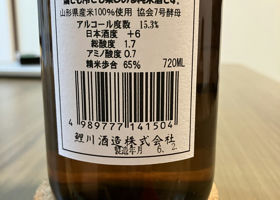 山形県産米100%使用 協会7号酵母
アルコール度数 15.3%
日本酒度 +6
総酸度 1.7
アミノ酸度 0.7
精米歩合 65% 720ML
4 989777 141504
鯉川酒造株式会社
製造年月 6. 2.